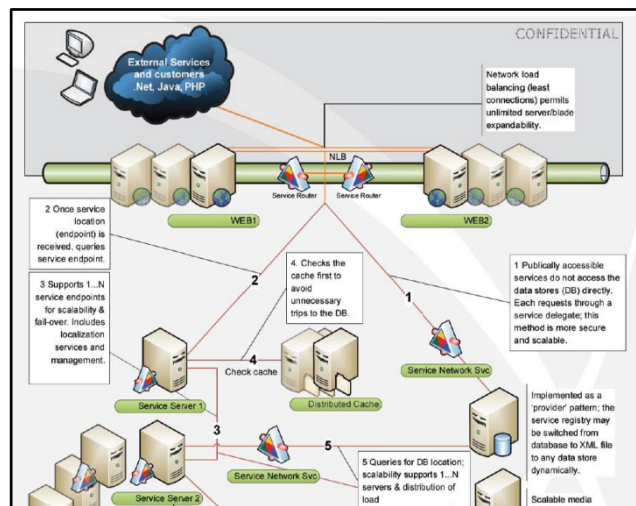 CONFIDENTIAL
External Services
and customers
.Net, Java, PHP
Network load
balancing (least
connections) permits
unlimited server/blade
expandability.
NLB
Service Router
Service Router
WEB1
WEB2
2 Once service
location
(endpoint) is
received, queries
service endpoint.
3 Supports 1...N
service endpoints
for scalability &
fail-over. Includes
localization
services and
management.
4. Checks the
cache first to
avoid
unnecessary
trips to the DB.
1 Publically accessible
services do not access the
data stores (DB) directly.
Each requests through a
service delegate; this
method is more secure
and scalable.
2
1
4
Check cache
Service Server 1
Distributed Cache
Service Network Svc
Implemented as a
'provider' pattern; the
service registry may
be switched from
database to XML file
to any data store
dynamically.
3
5
Service Server 2
Service Network Svc
5 Queries for DB location;
scalability supports 1...N
servers & distribution of
load
Scalable media